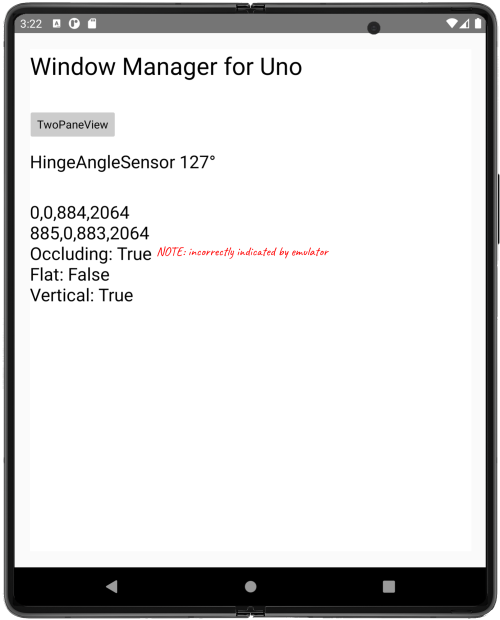 3:22
Window Manager for Uno
TwoPaneView
HingeAngleSensor 127°
0,0,884,2064
885,0,883,2064
Occluding: True NOTE: incorrectly indicated by emulator
Flat: False
Vertical: True